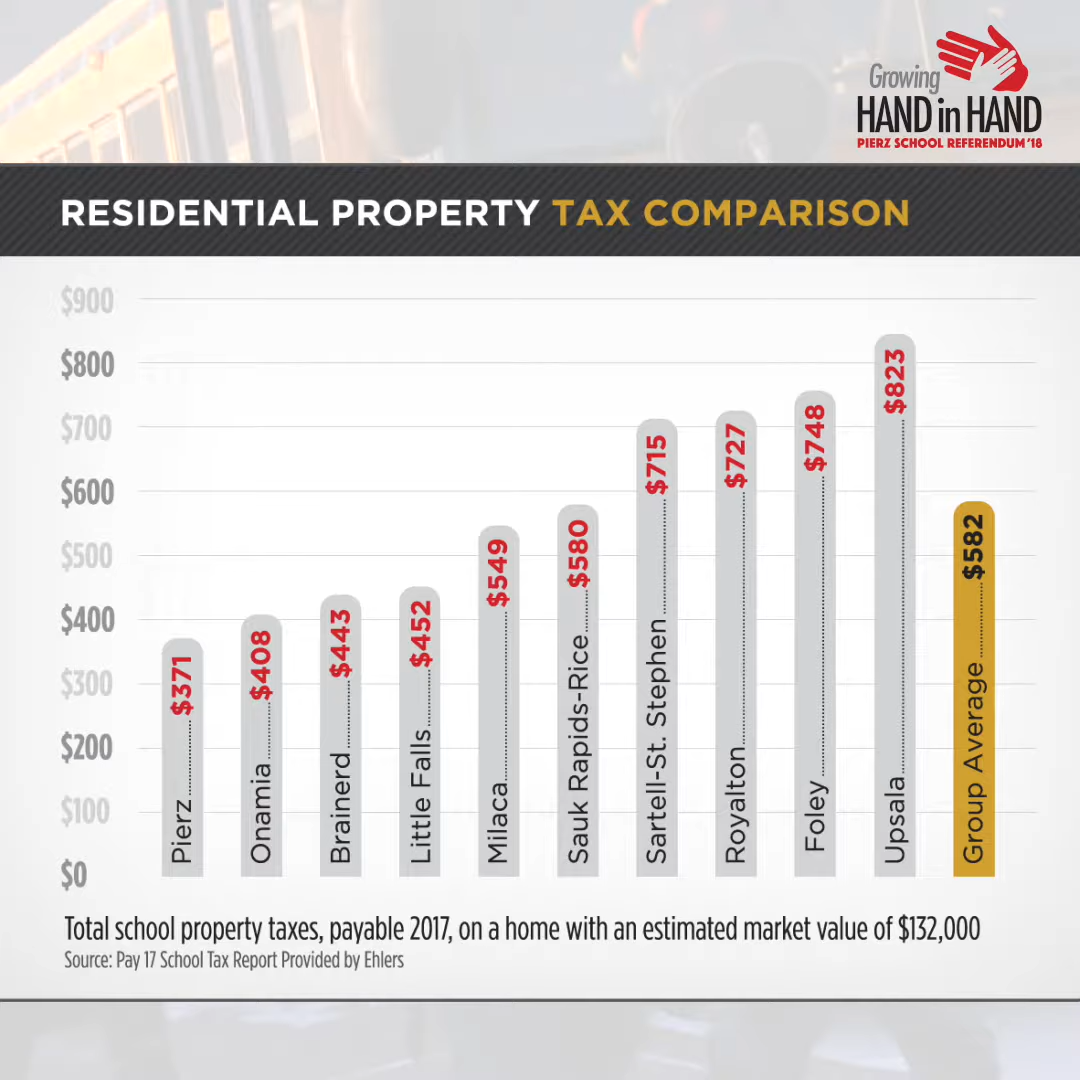 Growing
HAND in HAND
PIERZ SCHOOL REFERENDUM '18
RESIDENTIAL PROPERTY TAX COMPARISON
$900
$800
$700
$600
$500
$400
$300
$200
$100
$0
Pierz $371
Onamia $408
Brainerd $443
Little Falls $452
Milaca $549
Sauk Rapids-Rice $580
Sartell-St. Stephen $715
Royalton $727
Foley $748
Upsala $823
Group Average $582
Total school property taxes, payable 2017, on a home with an estimated market value of $132,000
Source: Pay 17 School Tax Report Provided by Ehlers